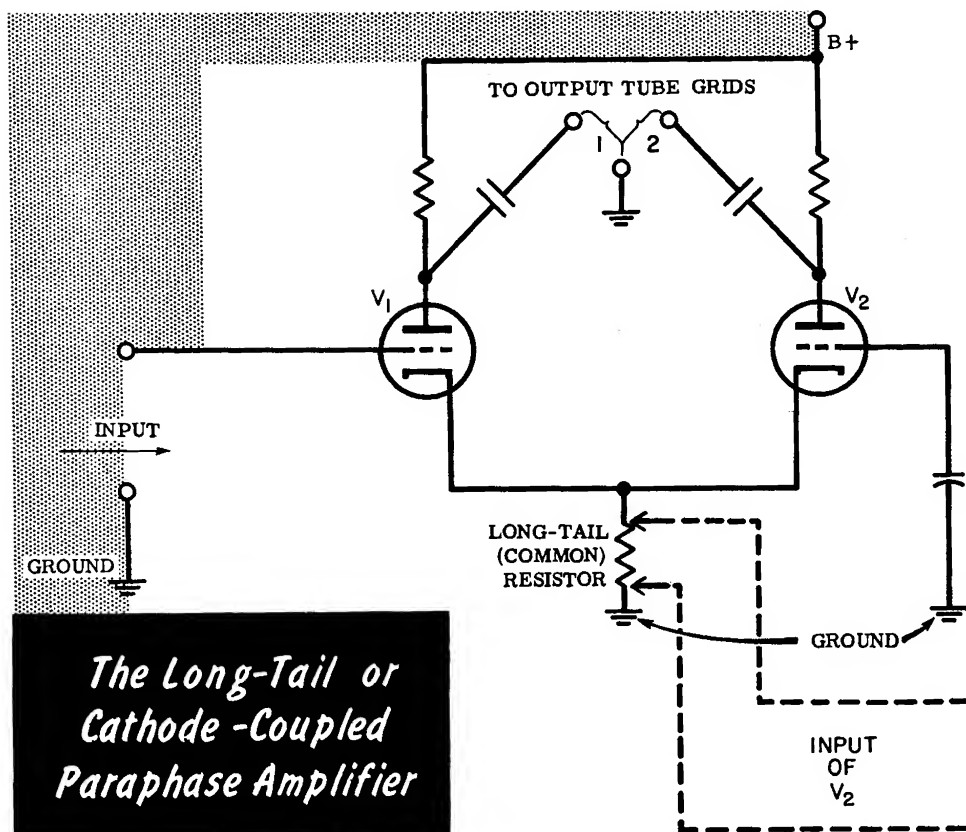 B+
TO OUTPUT TUBE GRIDS
1 2
V1
V2
INPUT
GROUND
LONG-TAIL
(COMMON)
RESISTOR
GROUND
The Long-Tail or
Cathode-Coupled
Paraphase Amplifier
INPUT
OF
V2